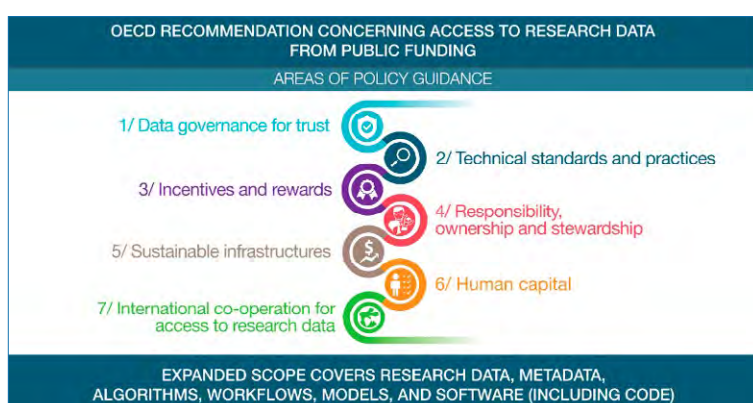 OECD RECOMMENDATION CONCERNING ACCESS TO RESEARCH DATA
FROM PUBLIC FUNDING
AREAS OF POLICY GUIDANCE
1/ Data governance for trust
2/ Technical standards and practices
3/ Incentives and rewards
4/ Responsibility,
ownership and stewardship
5/ Sustainable infrastructures
6/ Human capital
7/ International co-operation for
access to research data
EXPANDED SCOPE COVERS RESEARCH DATA, METADATA,
ALGORITHMS, WORKFLOWS, MODELS, AND SOFTWARE (INCLUDING CODE)